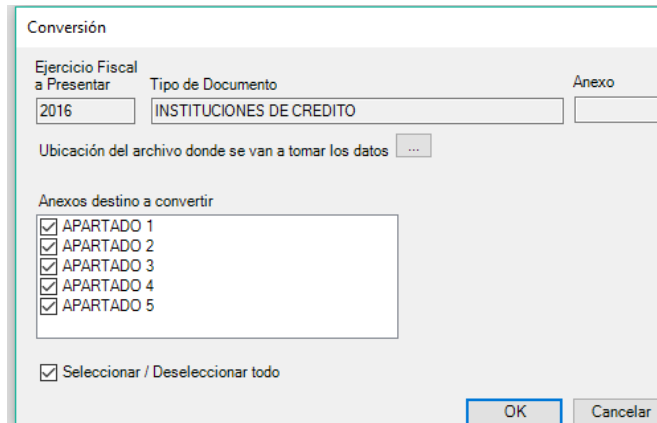 Conversión
Ejercicio Fiscal
a Presentar
Tipo de Documento
Anexo
2016
INSTITUCIONES DE CREDITO
Ubicación del archivo donde se van a tomar los datos ...
Anexos destino a convertir
APARTADO 1
APARTADO 2
APARTADO 3
APARTADO 4
APARTADO 5
Seleccionar / Deseleccionar todo
OK Cancelar